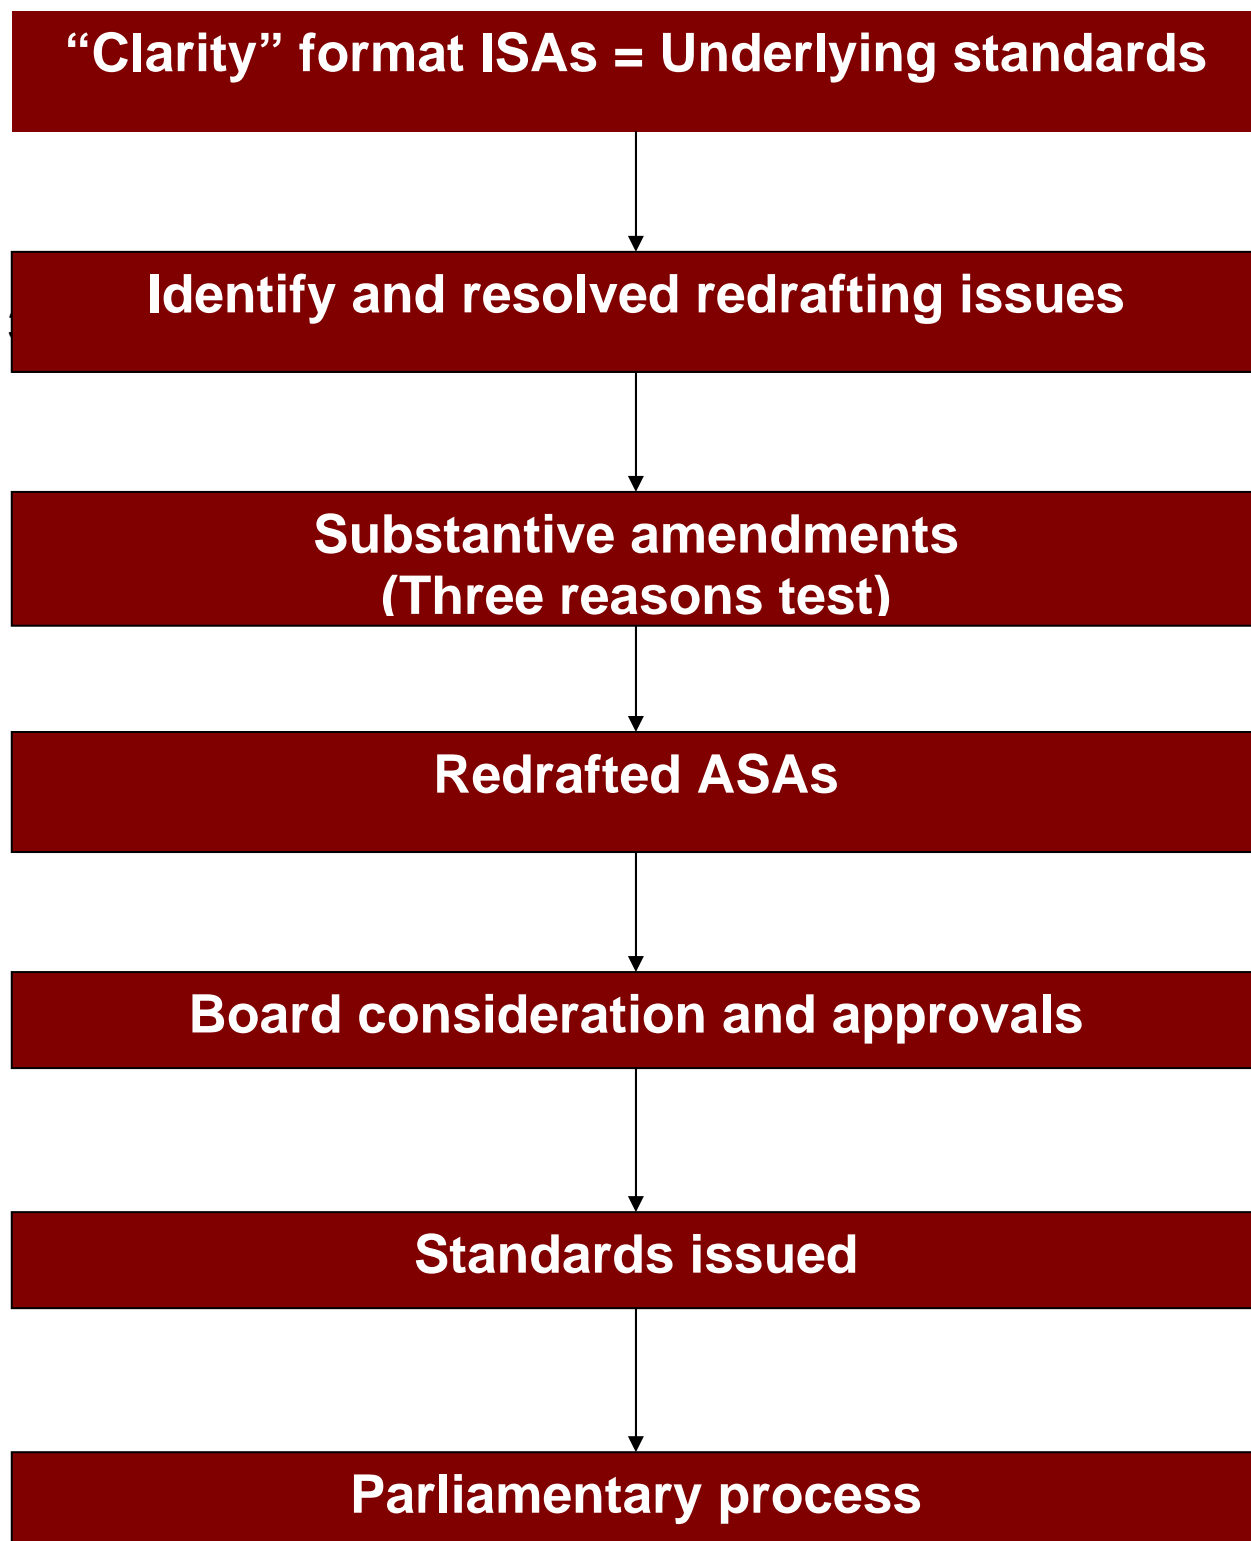 “Clarity” format ISAs = Underlying standards
Identify and resolved redrafting issues
Substantive amendments
(Three reasons test)
Redrafted ASAs
Board consideration and approvals
Standards issued
Parliamentary process